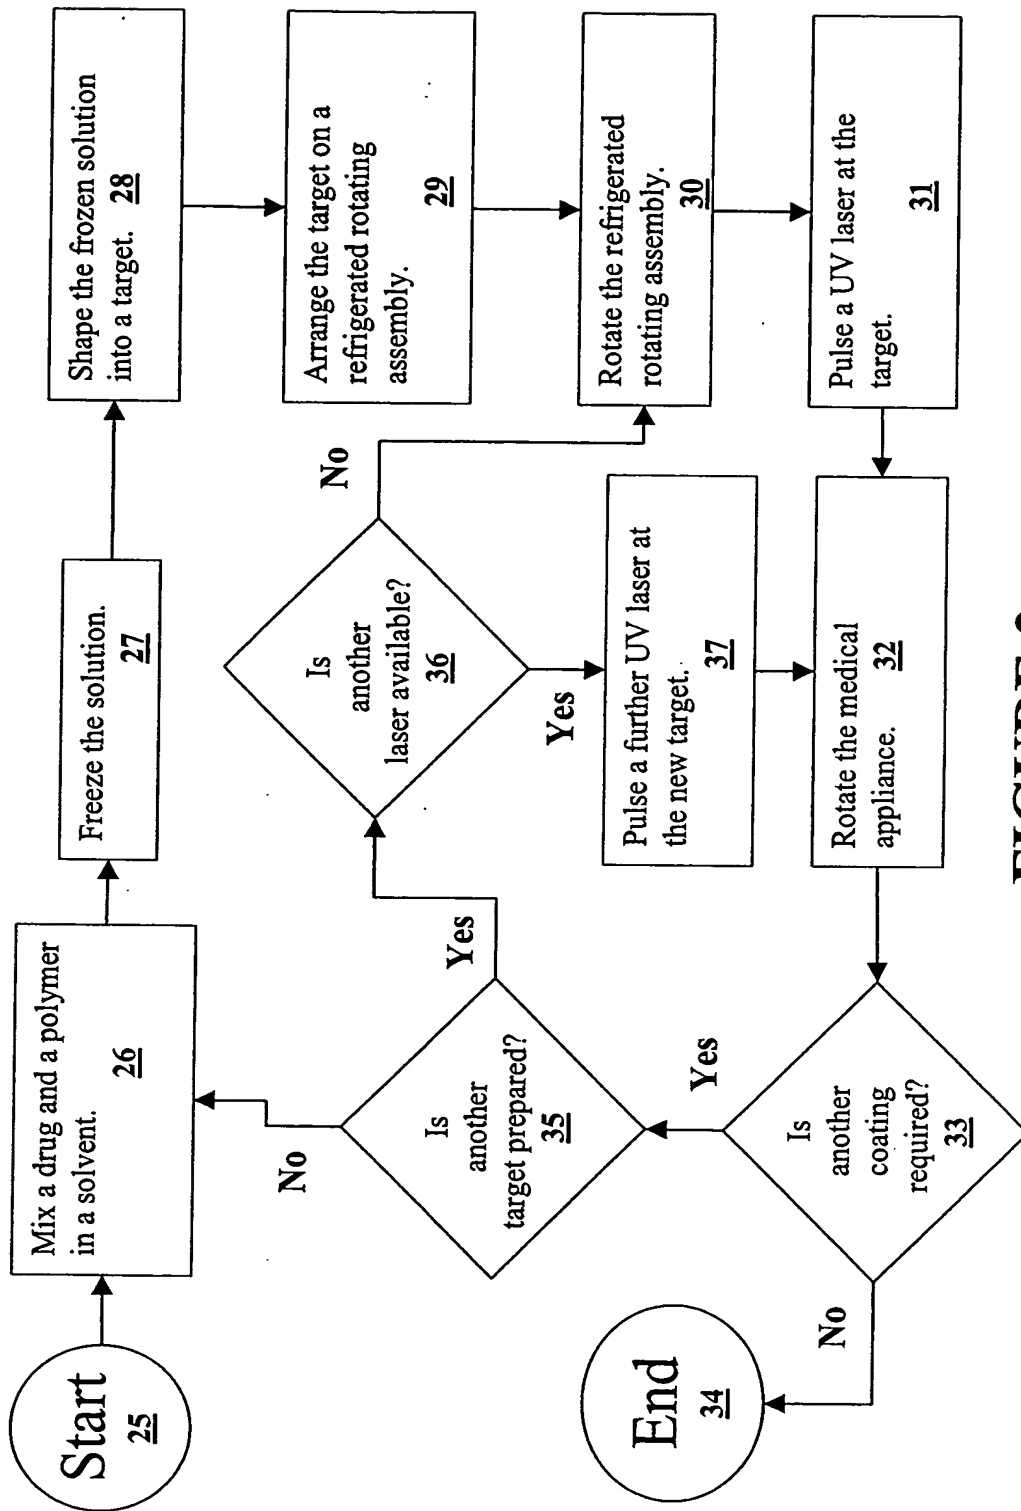 Start
25
Mix a drug and a polymer
in a solvent.
26
Freeze the solution.
27
Shape the frozen solution
into a target.
28
Arrange the target on a
refrigerated rotating
assembly.
29
Rotate the refrigerated
rotating assembly.
30
Pulse a UV laser at the
target.
31
Rotate the medical
appliance.
32
Is
another
coating
required?
33
No
End
34
Yes
Is
another
target prepared?
35
No
Yes
Is
another
laser available?
36
No
Yes
Pulse a further UV laser at
the new target.
37